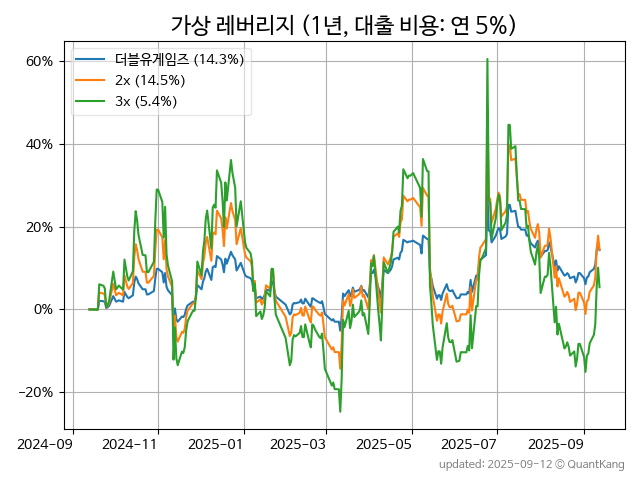 가상 레버리지 (1년, 대출 비용: 연 5%)
더블유게임즈 (14.3%)
2x (14.5%)
3x (5.4%)
60%
40%
20%
0%
−20%
2024-09 2024-11 2025-01 2025-03 2025-05 2025-07 2025-09
updated: 2025-09-12 © QuantKang